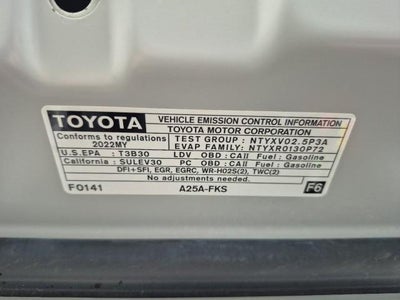 TOYOTA
VEHICLE EMISSION CONTROL INFORMATION
TOYOTA MOTOR CORPORATION
Conforms to regulations
2022MY
TEST GROUP : NTYXV02.5P3A
EVAP FAMILY : NTYXR0130P72
U.S.EPA : T3B30 LDV OBD : CAII Fuel : Gasoline
California : SULEV30 PC OBD : CAII Fuel : Gasoline
DFI+SFI, EGR, EGRC, WR-HO2S(2), TWC(2)
No adjustments needed.
F0141 A25A-FKS F6